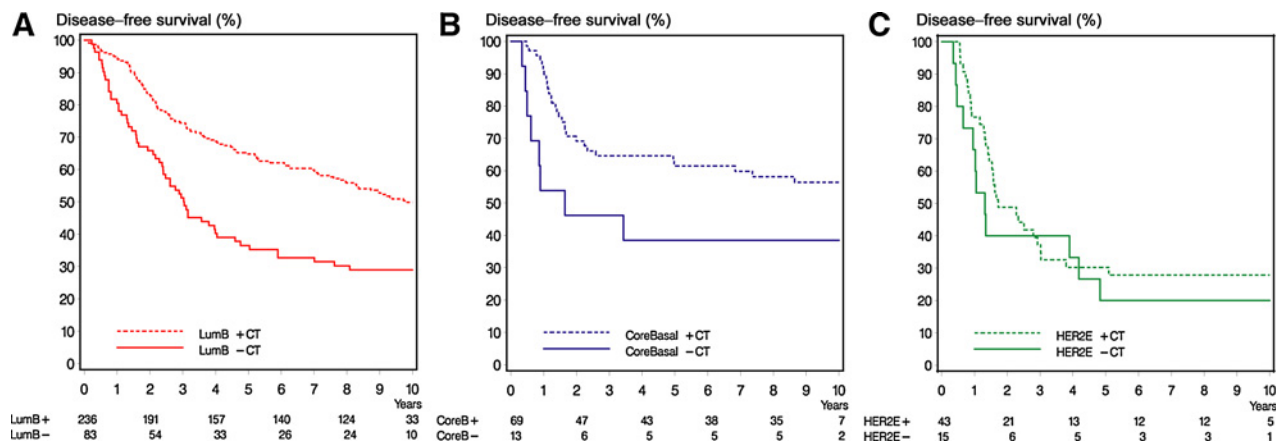 A Disease–free survival (%)
100
90
80
70
60
50
40
30
20
10
0
LumB +CT
LumB −CT
0 1 2 3 4 5 6 7 8 9 10
Years
LumB+ 236 191 157 140 124 33
LumB− 83 54 33 26 24 10
B Disease–free survival (%)
100
90
80
70
60
50
40
30
20
10
0
CoreBasal +CT
CoreBasal −CT
0 1 2 3 4 5 6 7 8 9 10
Years
CoreB+ 69 47 43 38 35 7
CoreB− 13 6 5 5 5 2
C Disease–free survival (%)
100
90
80
70
60
50
40
30
20
10
0
HER2E +CT
HER2E −CT
0 1 2 3 4 5 6 7 8 9 10
Years
HER2E+ 43 21 13 12 12 5
HER2E− 15 6 5 3 1